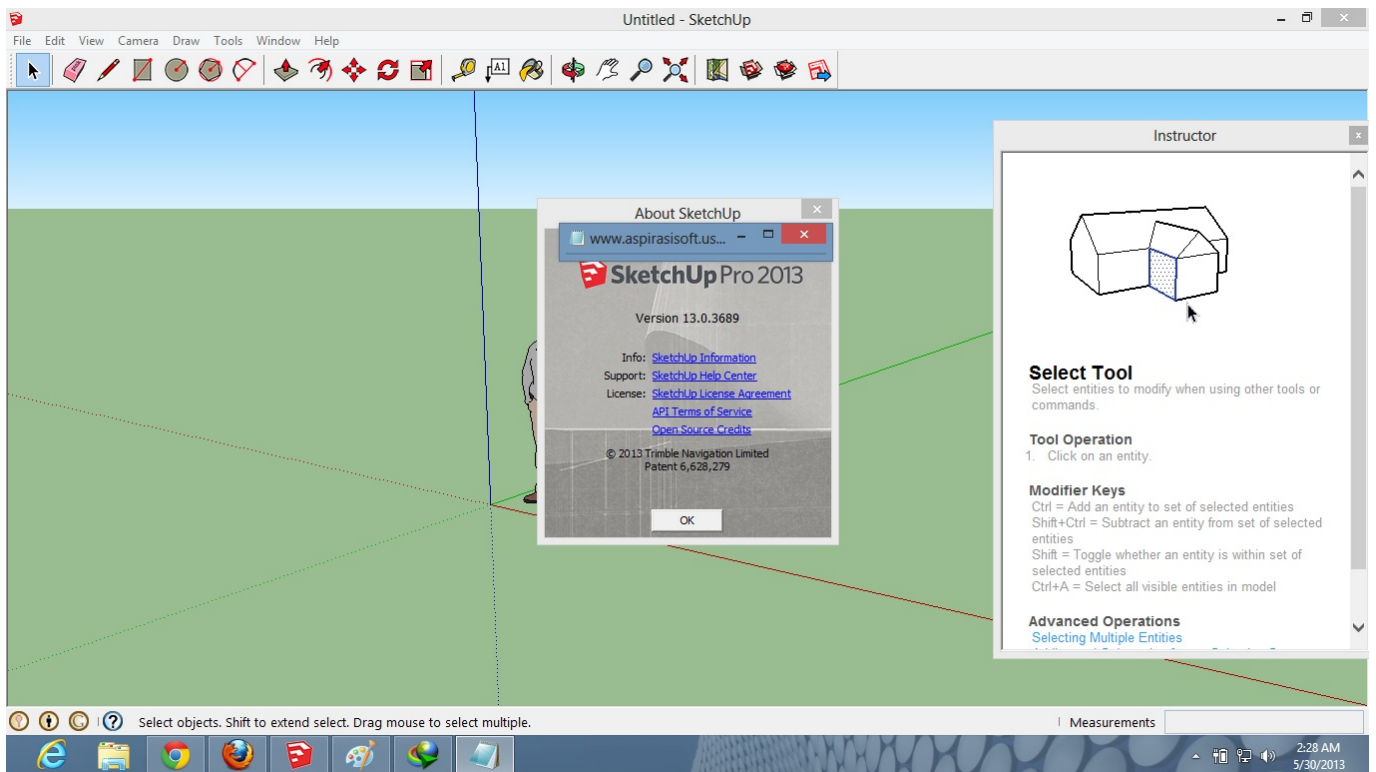 Untitled - SketchUp
File Edit View Camera Draw Tools Window Help
A1
Instructor
About SketchUp
www.aspirasisoft.us...
SketchUp Pro 2013
Version 13.0.3689
Info: SketchUp Information
Support: SketchUp Help Center
License: SketchUp License Agreement
API Terms of Service
Open Source Credits
© 2013 Trimble Navigation Limited
Patent 6,628,279
OK
Select Tool
Select entities to modify when using other tools or
commands.
Tool Operation
1. Click on an entity.
Modifier Keys
Ctrl = Add an entity to set of selected entities
Shift+Ctrl = Subtract an entity from set of selected
entities
Shift = Toggle whether an entity is within set of
selected entities
Ctrl+A = Select all visible entities in model
Advanced Operations
Selecting Multiple Entities
Select objects. Shift to extend select. Drag mouse to select multiple.
Measurements
2:28 AM
5/30/2013